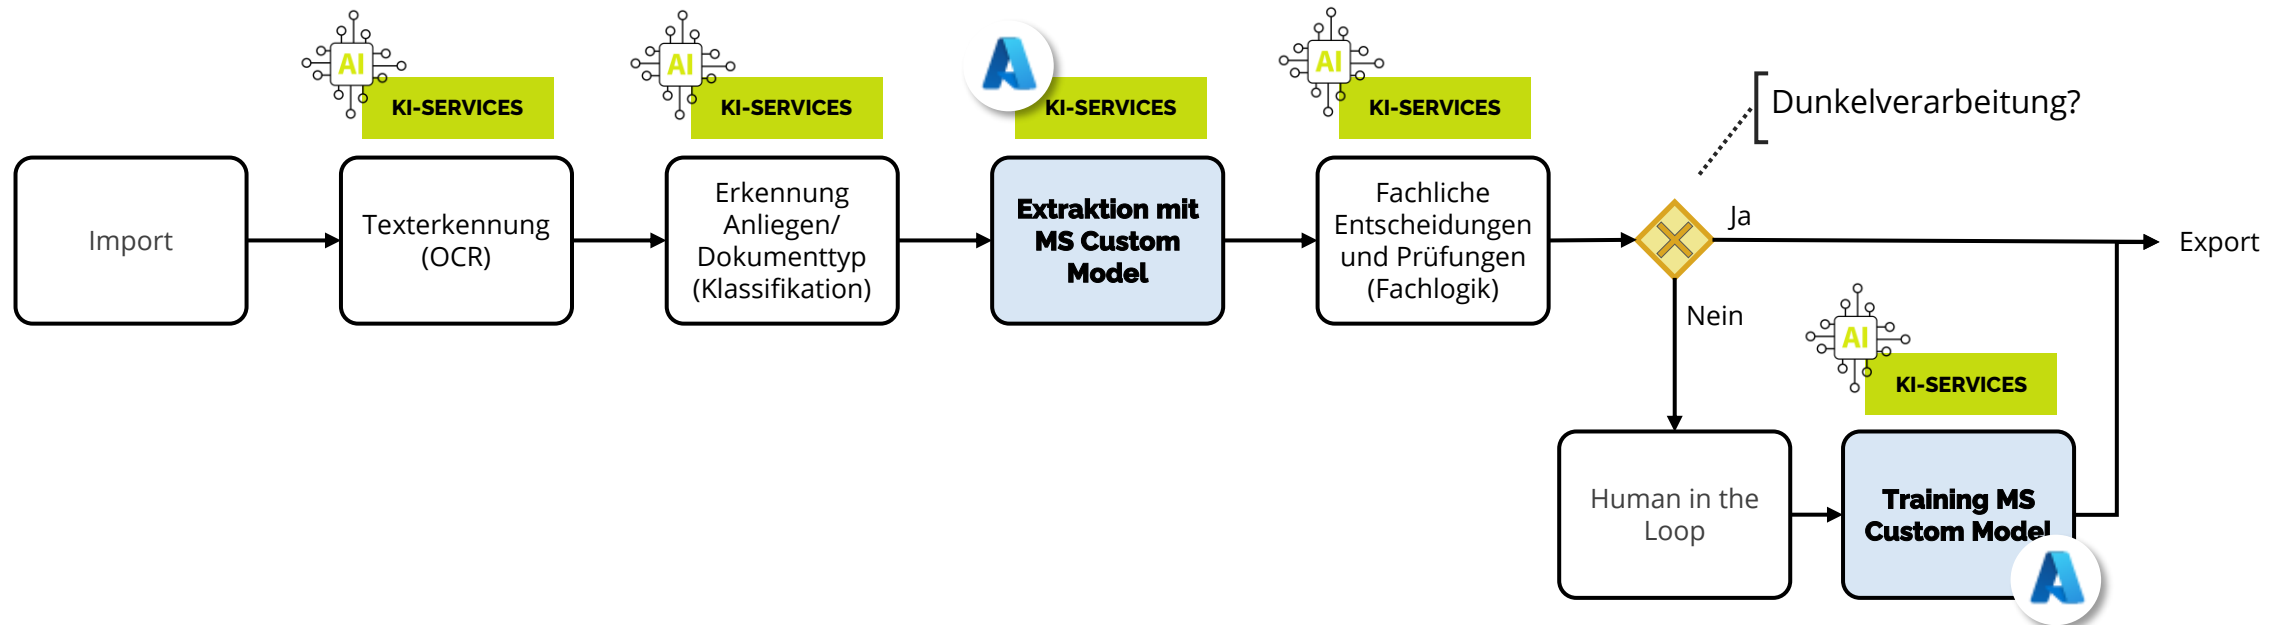 AI
KI-SERVICES
AI
KI-SERVICES
KI-SERVICES
AI
KI-SERVICES
Dunkelverarbeitung?
Import
Texterkennung
(OCR)
Erkennung
Anliegen/
Dokumenttyp
(Klassifikation)
Extraktion mit
MS Custom
Model
Fachliche
Entscheidungen
und Prüfungen
(Fachlogik)
Ja
Export
Nein
AI
KI-SERVICES
Human in the
Loop
Training MS
Custom Model